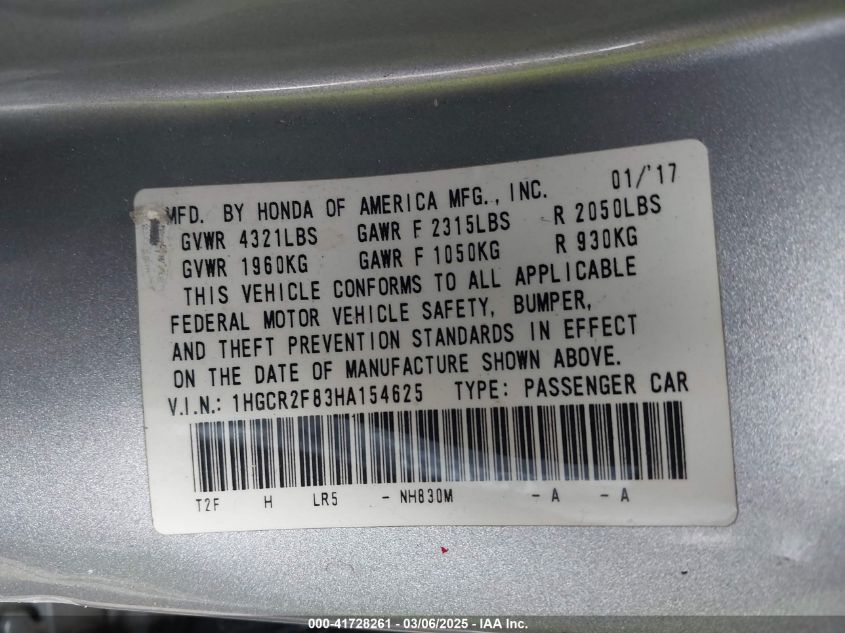 MFD. BY HONDA OF AMERICA MFG., INC. 01/'17
GVWR 4321LBS GAWR F 2315LBS R 2050LBS
GVWR 1960KG GAWR F 1050KG R 930KG
THIS VEHICLE CONFORMS TO ALL APPLICABLE
FEDERAL MOTOR VEHICLE SAFETY, BUMPER,
AND THEFT PREVENTION STANDARDS IN EFFECT
ON THE DATE OF MANUFACTURE SHOWN ABOVE.
V.I.N.: 1HGCR2F83HA154625 TYPE: PASSENGER CAR
T2F H LR5 - NH830M - A - A
000-41728261 - 03/06/2025 - IAA Inc.